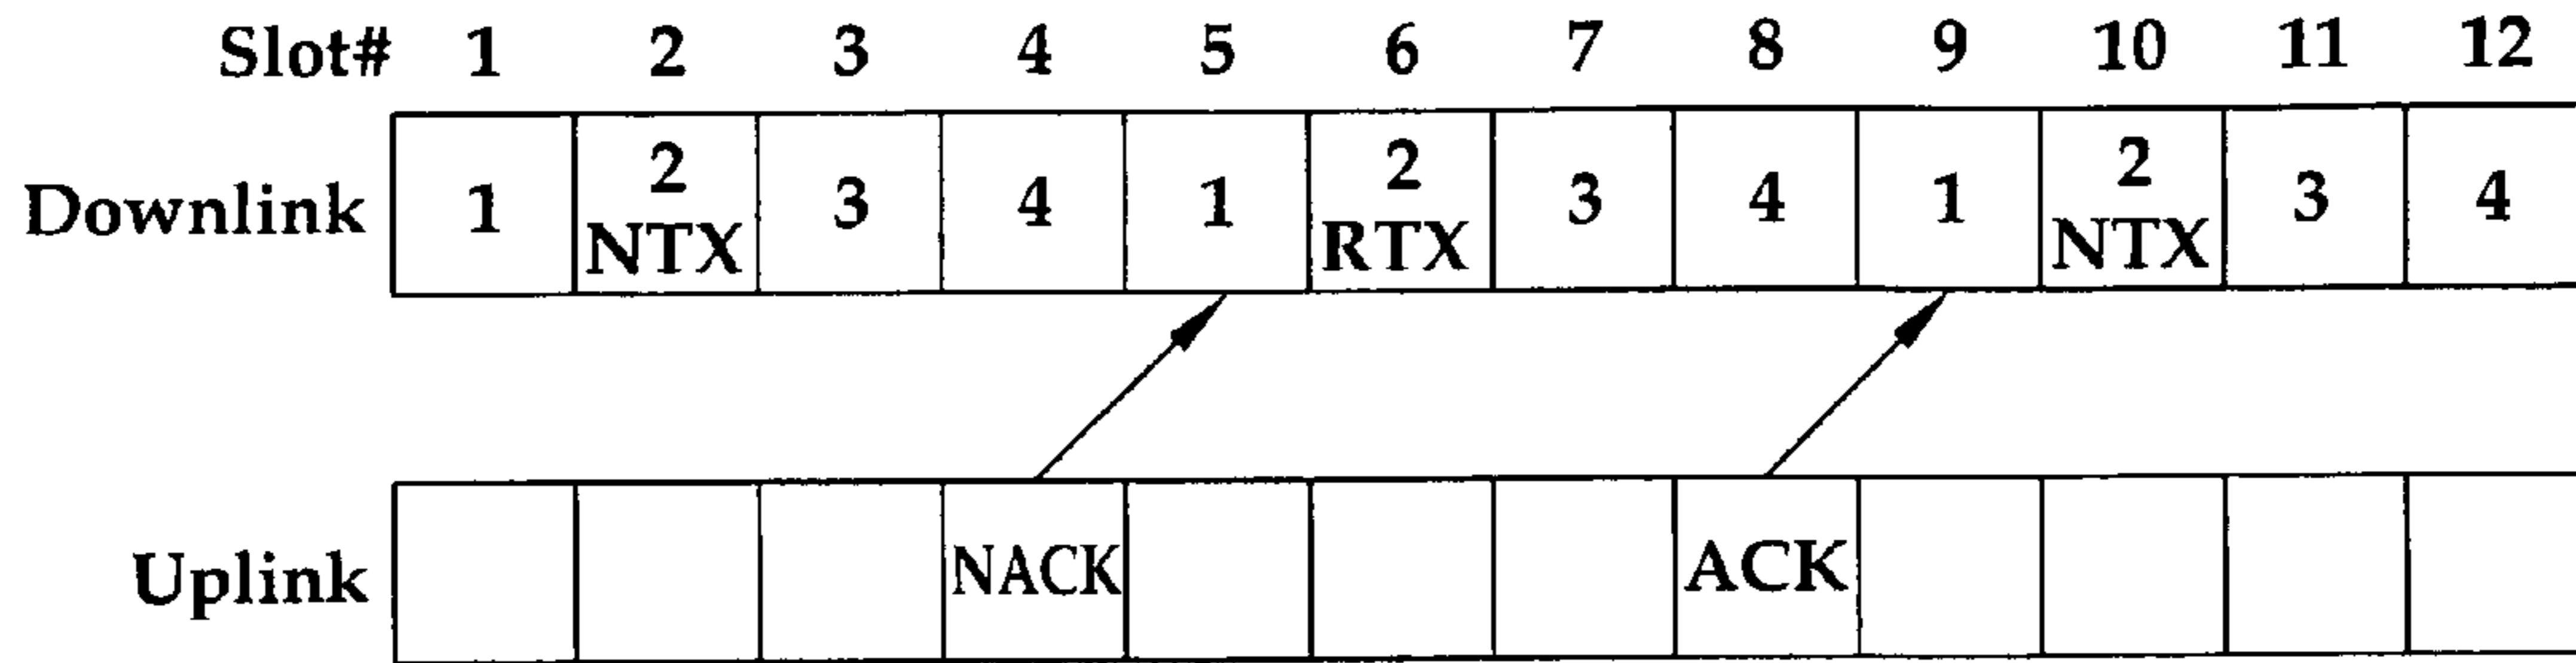 Slot# 1 2 3 4 5 6 7 8 9 10 11 12
Downlink 1 2 NTX 3 4 1 2 RTX 3 4 1 2 NTX 3 4
Uplink NACK ACK